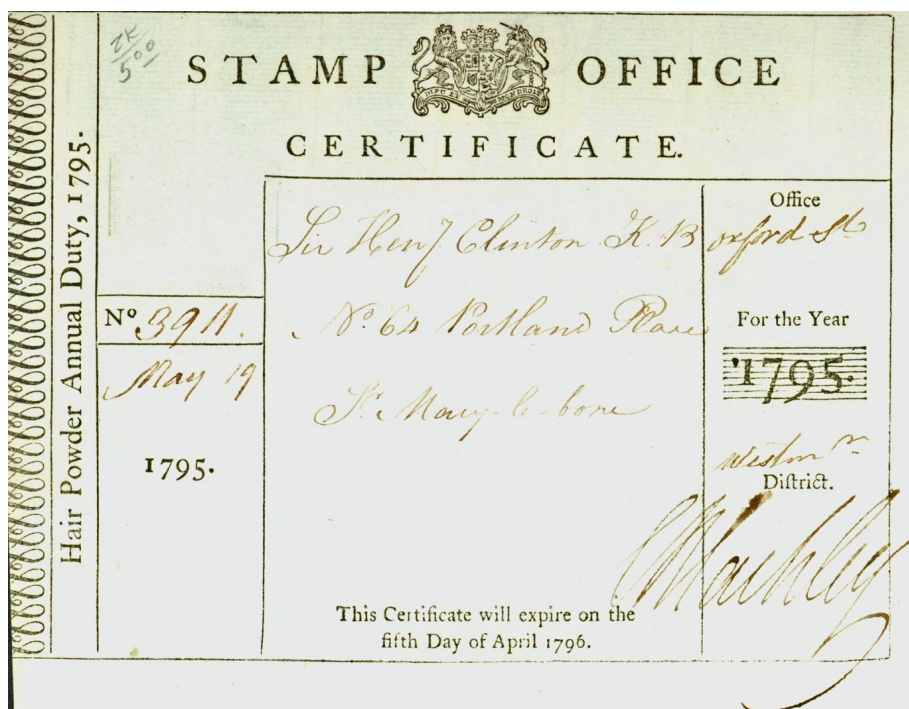 2K
500
STAMP OFFICE
CERTIFICATE.
Hair Powder Annual Duty, 1795.
No 3911.
May 19
1795.
Sir Heny Clinton K.B
No. 64 Portland Place
St. Mary-le-bone
Office
oxford St
For the Year
1795.
Westmr
Diſtrict.
This Certificate will expire on the
fifth Day of April 1796.